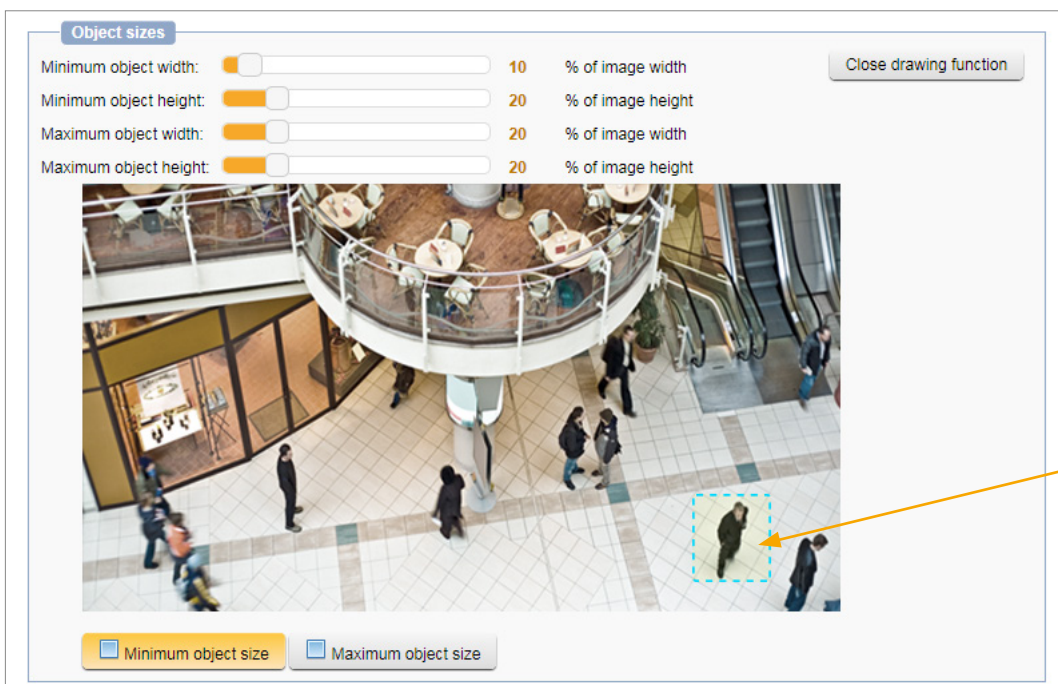 Object sizes
Minimum object width: 10 % of image width
Close drawing function
Minimum object height: 20 % of image height
Maximum object width: 20 % of image width
Maximum object height: 20 % of image height
Minimum object size
Maximum object size